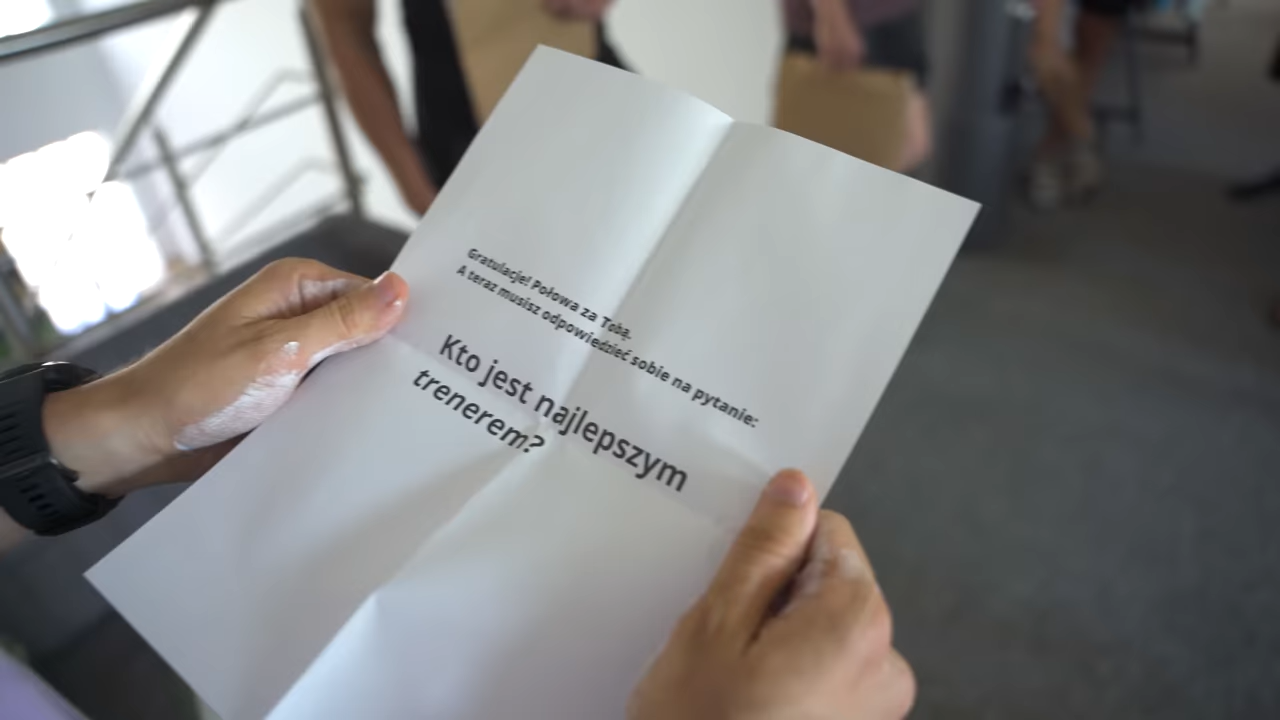 Gratulacje! Połowa za Tobą.
A teraz musisz odpowiedzieć sobie na pytanie:
Kto jest najlepszym
trenerem?